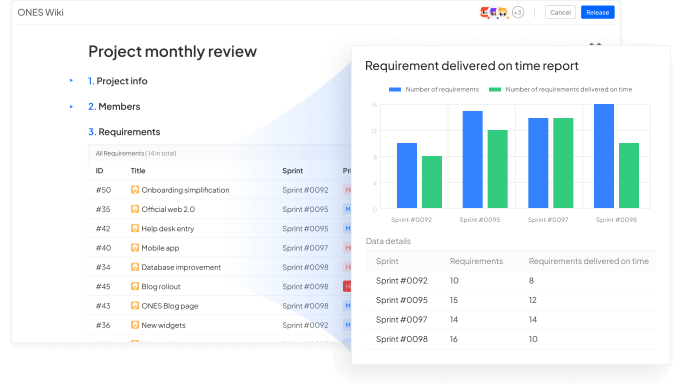 ONES Wiki
+3
Cancel
Release
Project monthly review
1. Project info
2. Members
3. Requirements
All Requirements (14 in total)
ID Title Sprint
#50 Onboarding simplification Sprint #0092
#35 Official web 2.0 Sprint #0095
#42 Help desk entry Sprint #0095
#40 Mobile app Sprint #0097
#34 Database improvement Sprint #0098
#45 Blog rollout Sprint #0098
#43 ONES Blog page Sprint #0098
#36 New widgets Sprint #0092
Requirement delivered on time report
Number of requirements Number of requirements delivered on time
16
12
8
4
0
Sprint #0092 Sprint #0095 Sprint #0097 Sprint #0098
Data details
Sprint Requirements Requirements delivered on time
Sprint #0092 10 8
Sprint #0095 15 12
Sprint #0097 14 14
Sprint #0098 16 10